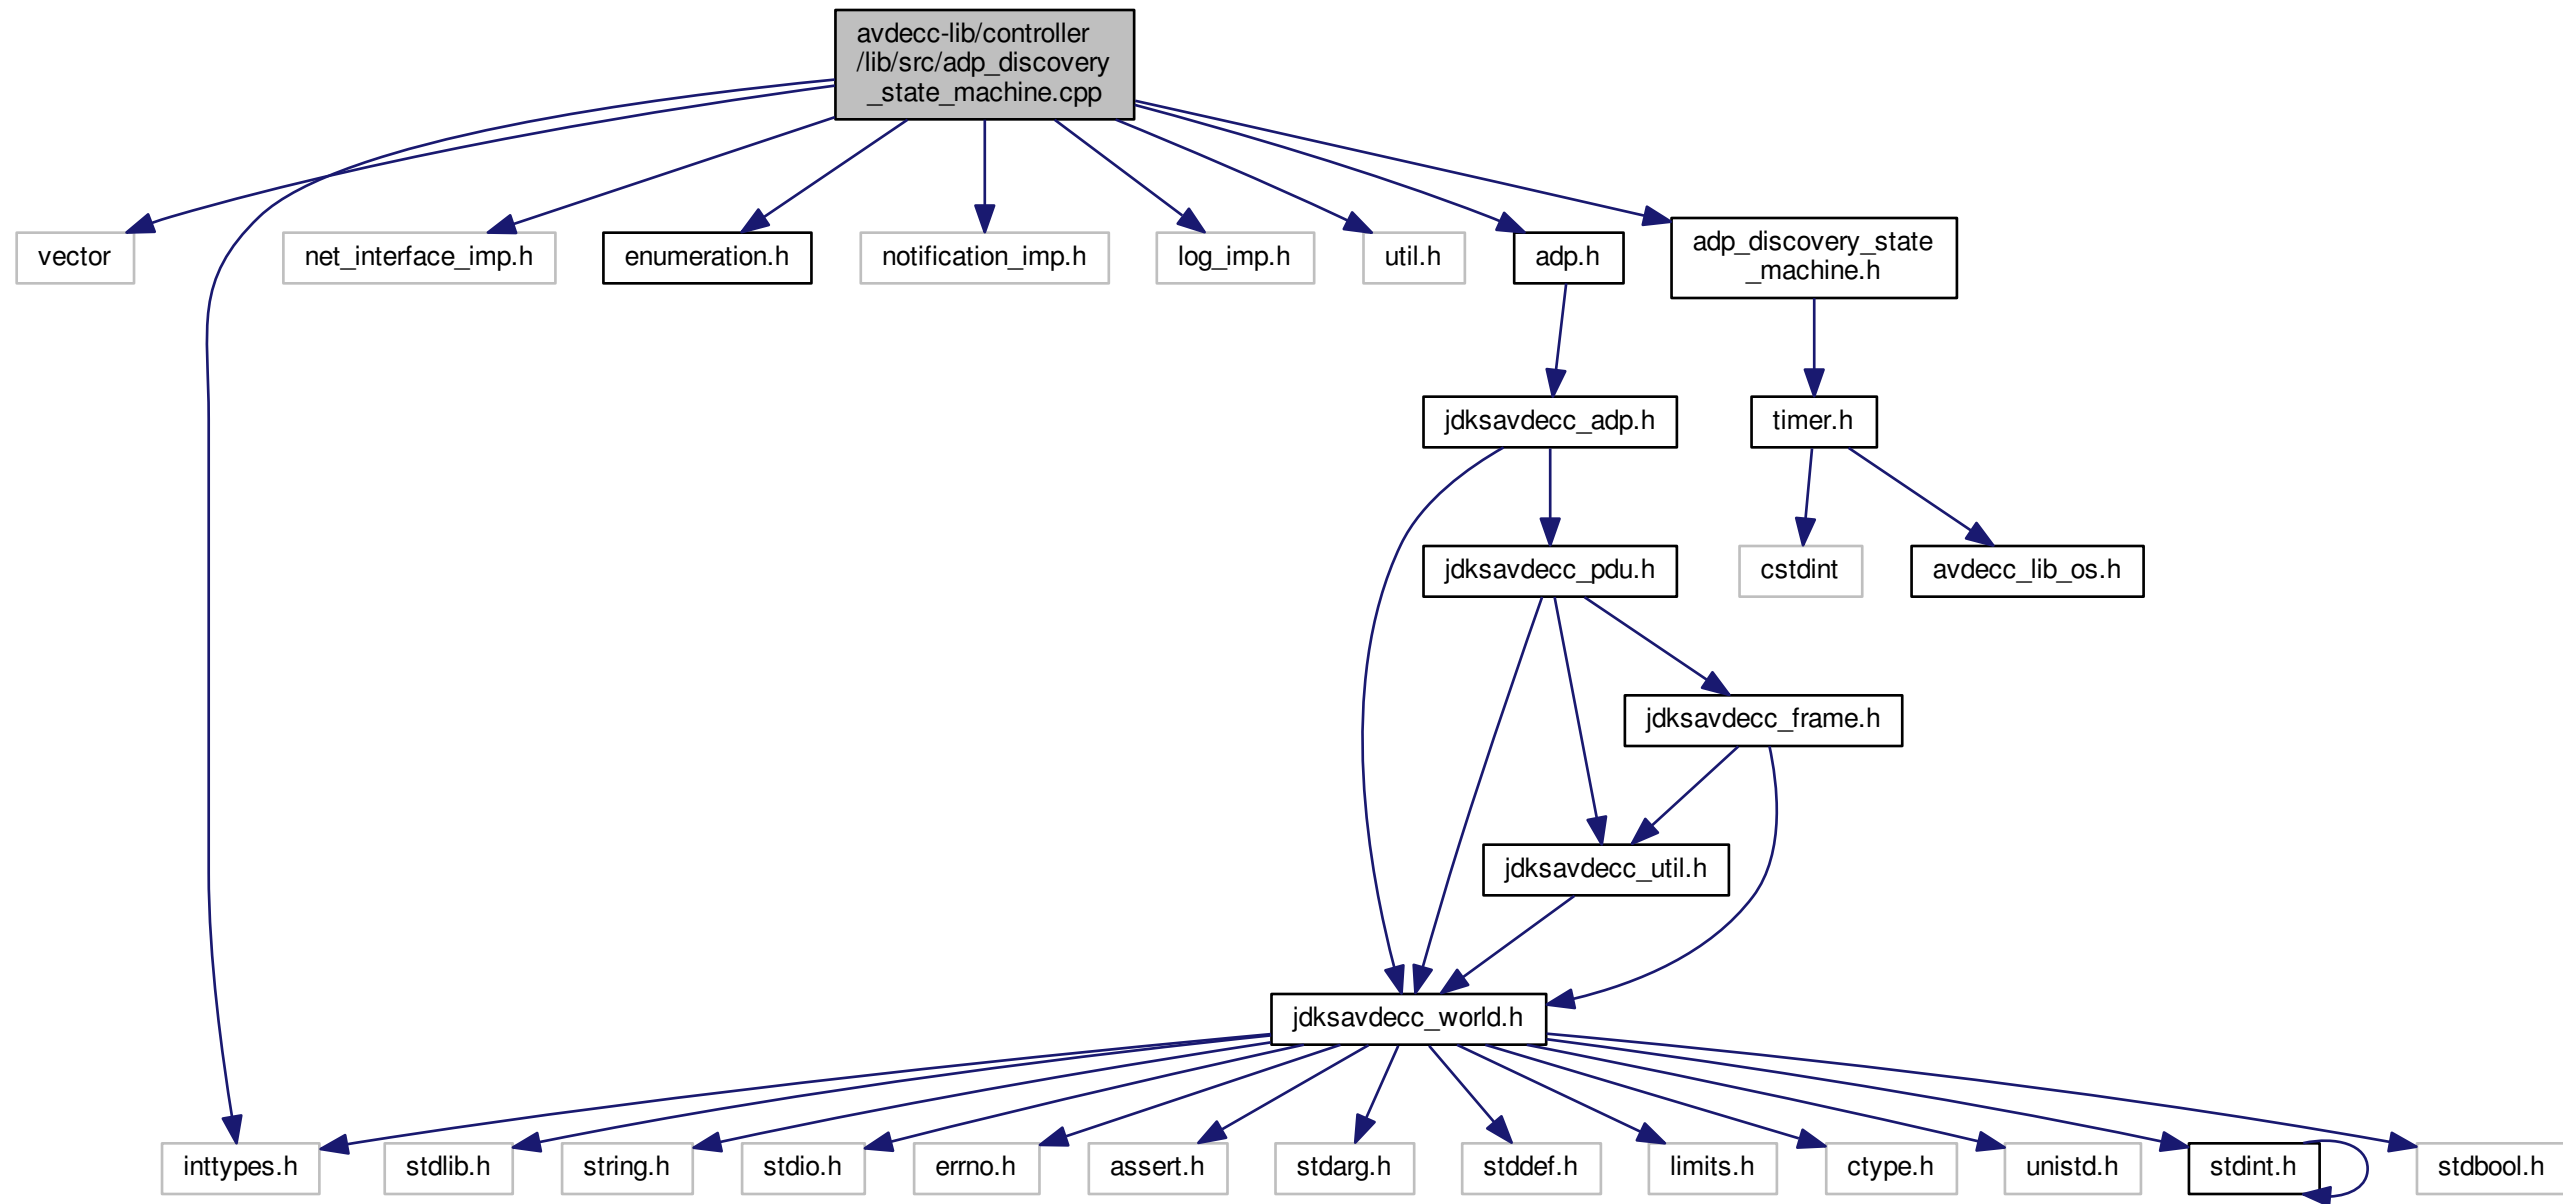 avdecc-lib/controller
/lib/src/adp_discovery
_state_machine.cpp
vector
net_interface_imp.h
enumeration.h
notification_imp.h
log_imp.h
util.h
adp.h
adp_discovery_state
_machine.h
jdksavdecc_adp.h
timer.h
jdksavdecc_pdu.h
cstdint
avdecc_lib_os.h
jdksavdecc_frame.h
jdksavdecc_util.h
jdksavdecc_world.h
inttypes.h
stdlib.h
string.h
stdio.h
errno.h
assert.h
stdarg.h
stddef.h
limits.h
ctype.h
unistd.h
stdint.h
stdbool.h